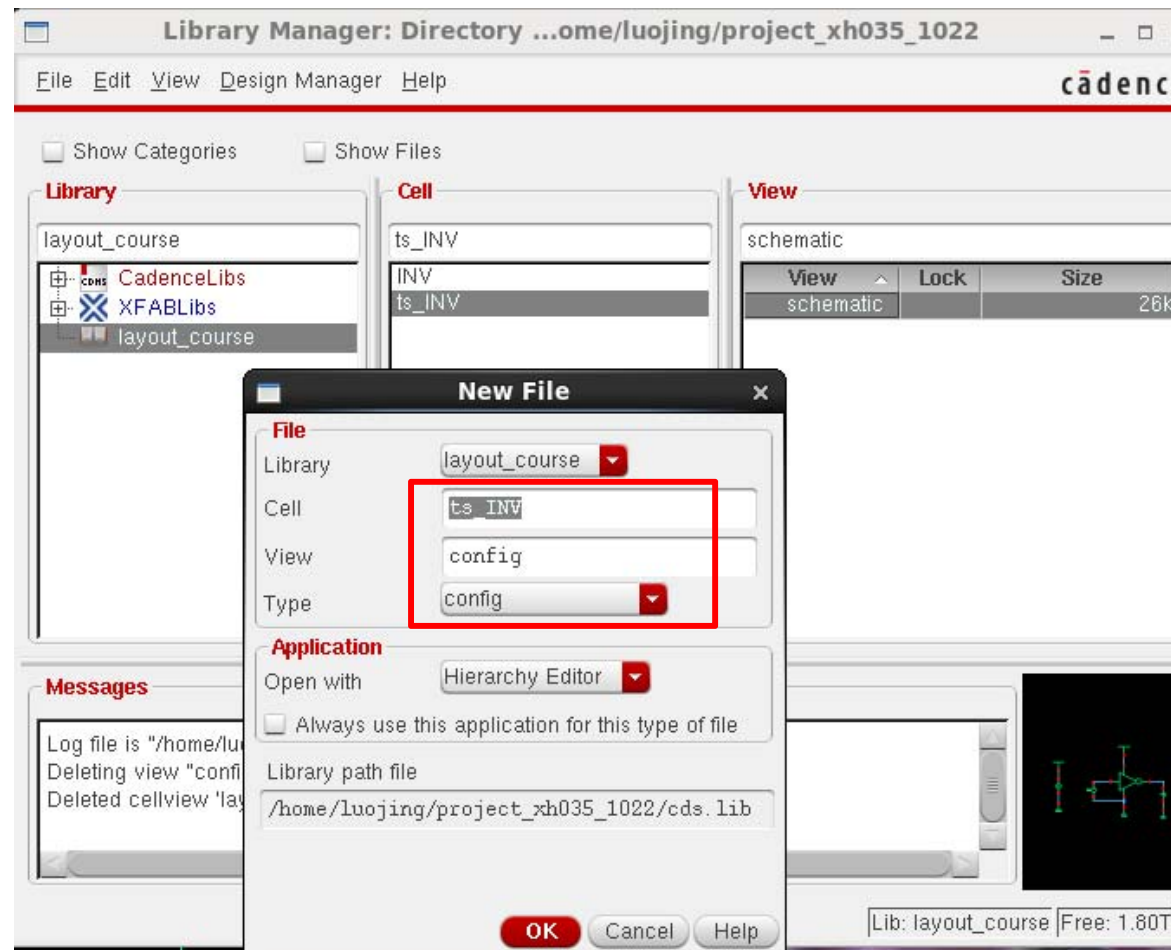 Library Manager: Directory ...ome/luojing/project_xh035_1022
File Edit View Design Manager Help
cādenc
Show Categories Show Files
Library Cell View
layout_course ts_INV schematic
CadenceLibs
XFABLibs
layout_course
INV
ts_INV
View Lock Size
schematic 26k
New File
File
Library layout_course
Cell ts_INV
View config
Type config
Application
Open with Hierarchy Editor
Always use this application for this type of file
Library path file
/home/luojing/project_xh035_1022/cds.lib
OK Cancel Help
Messages
Log file is "/home/lu
Deleting view "confi
Deleted cellview 'lay
Lib: layout_course Free: 1.80T